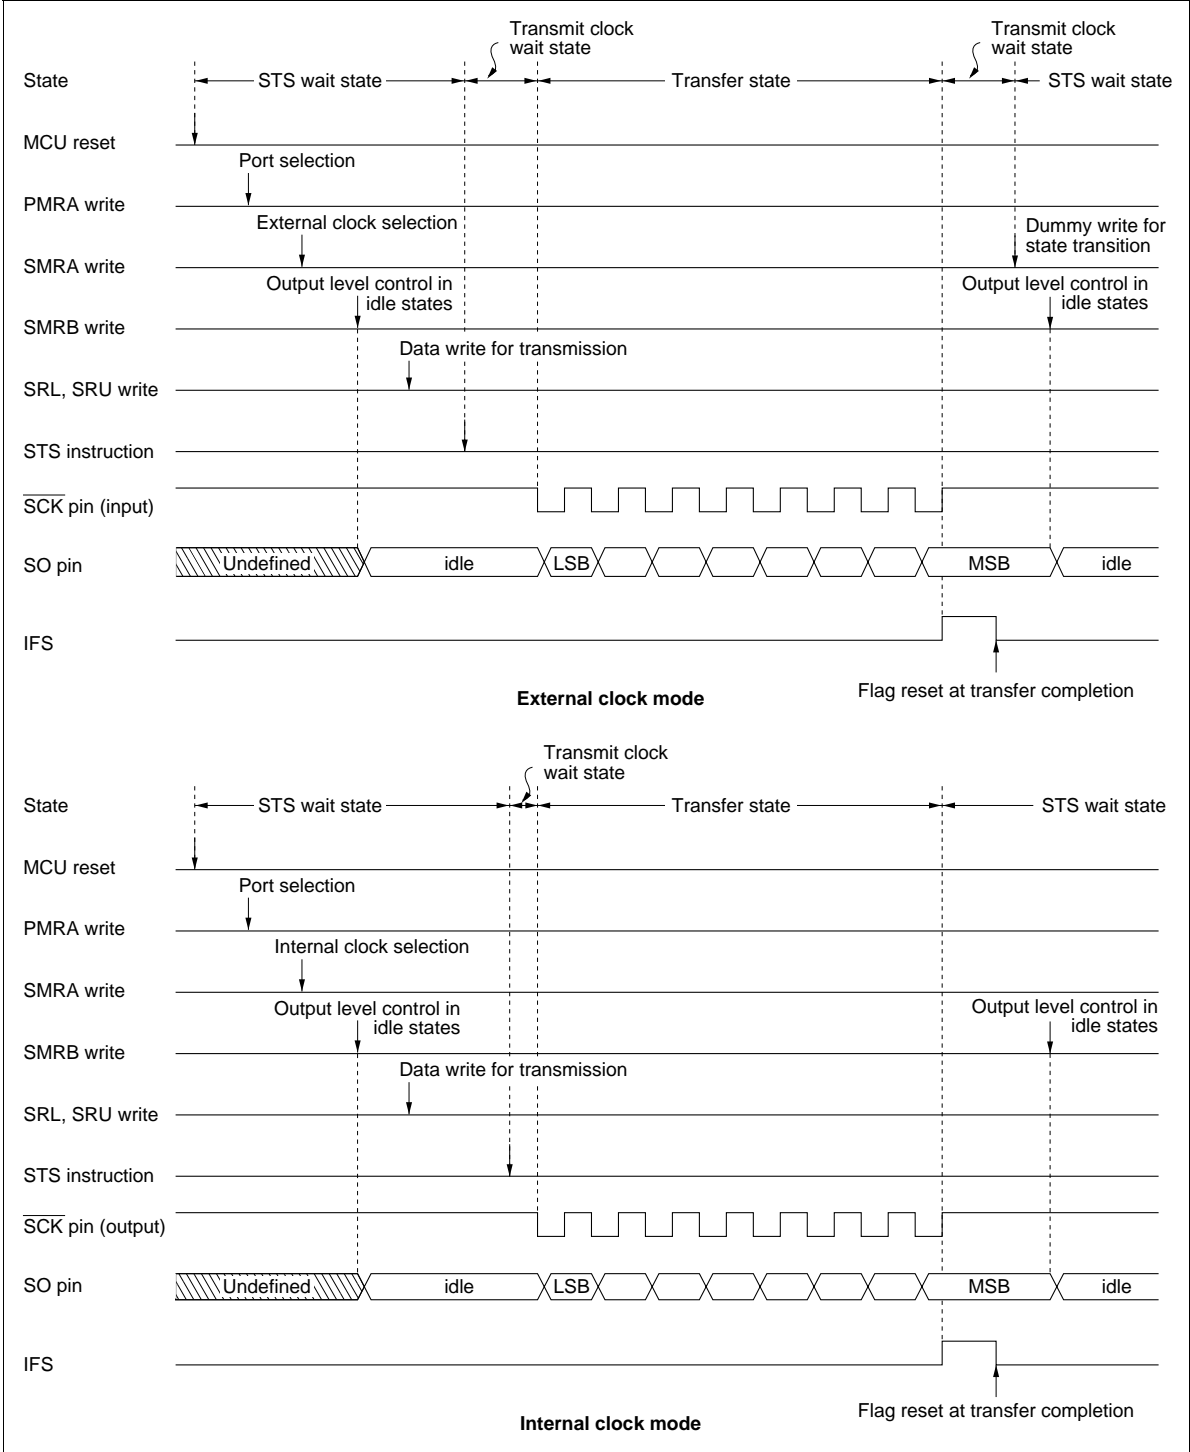 Transmit clock
wait state
Transmit clock
wait state
State
STS wait state
Transfer state
STS wait state
MCU reset
Port selection
PMRA write
External clock selection
Dummy write for
state transition
SMRA write
Output level control in
idle states
Output level control in
idle states
SMRB write
Data write for transmission
SRL, SRU write
STS instruction
SCK pin (input)
SO pin
Undefined
idle
LSB
MSB
idle
IFS
Flag reset at transfer completion
External clock mode
Transmit clock
wait state
State
STS wait state
Transfer state
STS wait state
MCU reset
Port selection
PMRA write
Internal clock selection
SMRA write
Output level control in
idle states
Output level control in
idle states
SMRB write
Data write for transmission
SRL, SRU write
STS instruction
SCK pin (output)
SO pin
Undefined
idle
LSB
MSB
idle
IFS
Flag reset at transfer completion
Internal clock mode